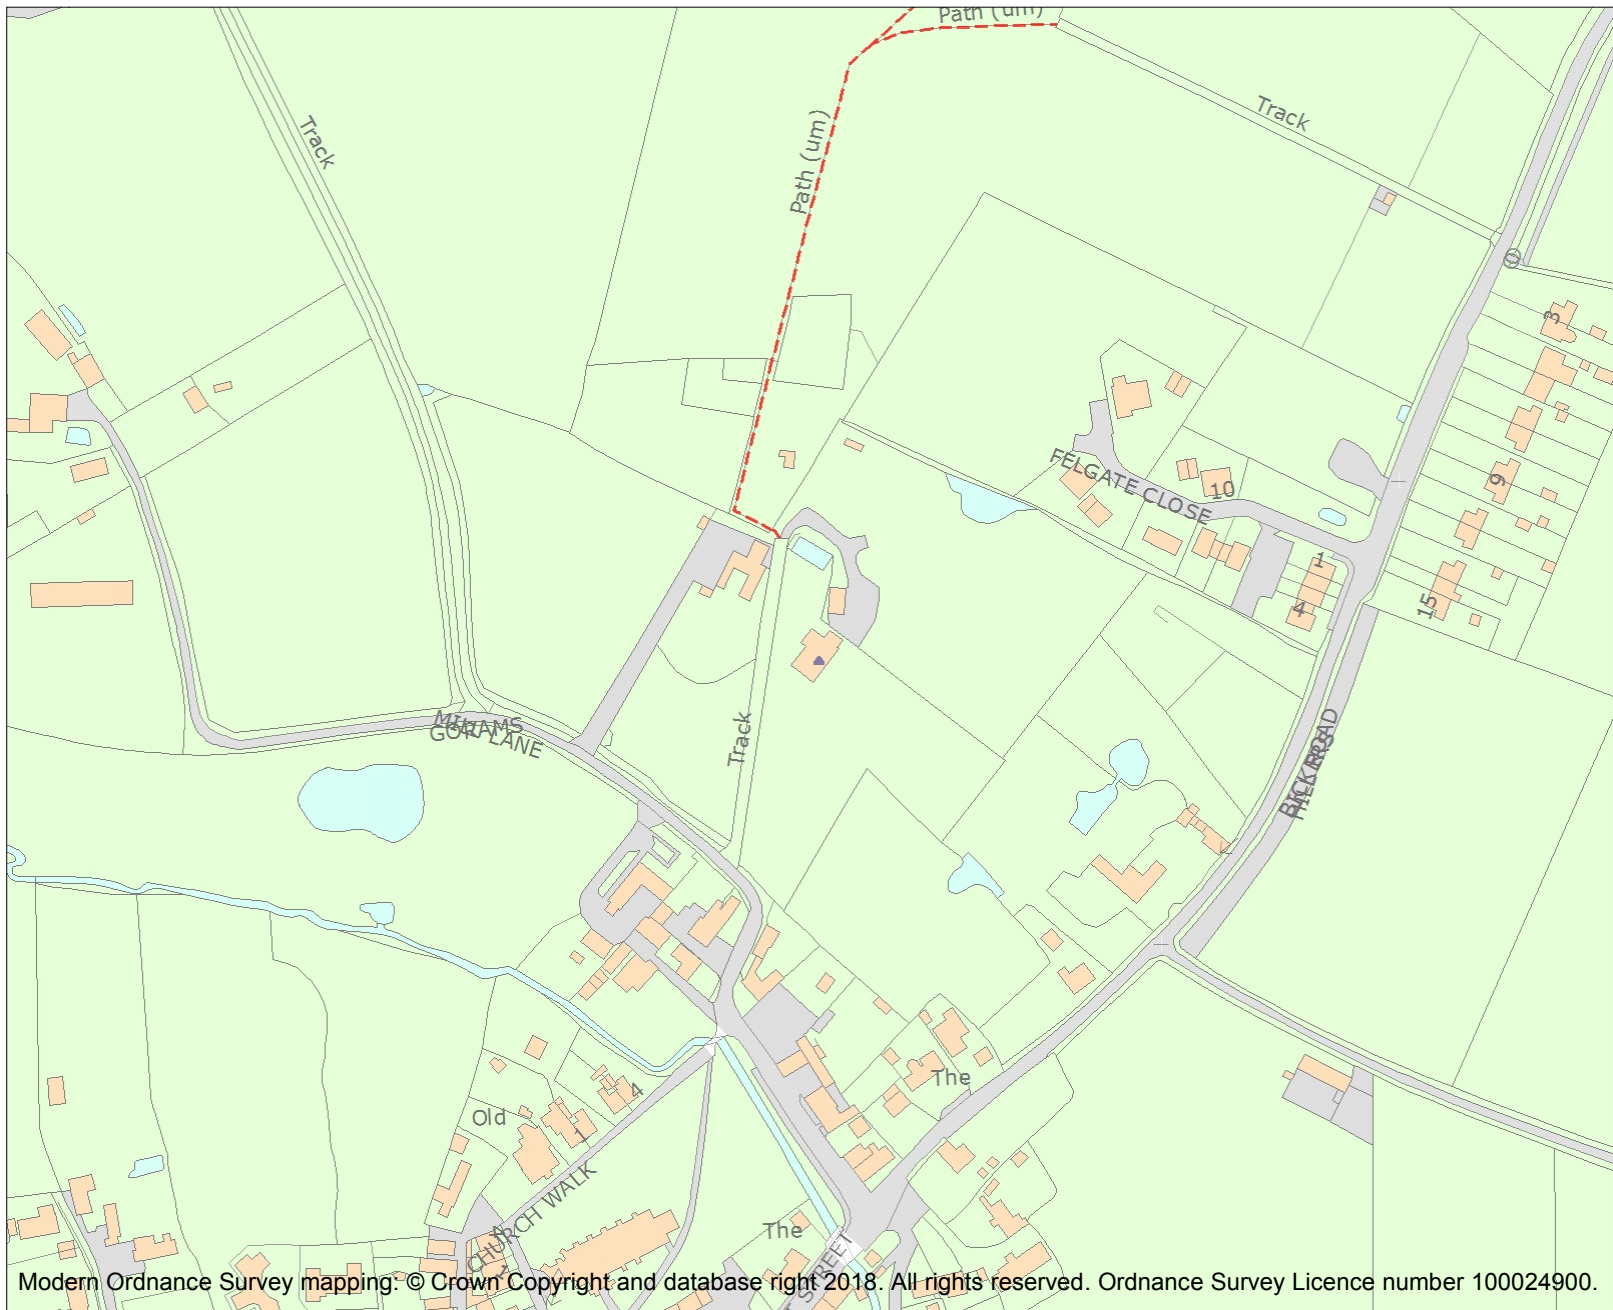 Path (um)
Track
Track
Path (um)
3
FELGATE CLOSE
10
9
1
4
15
Track
LANE
ROAD
The
4
Old
1
CHURCH WALK
The
STREET
Modern Ordnance Survey mapping: © Crown Copyright and database right 2018. All rights reserved. Ordnance Survey Licence number 100024900.